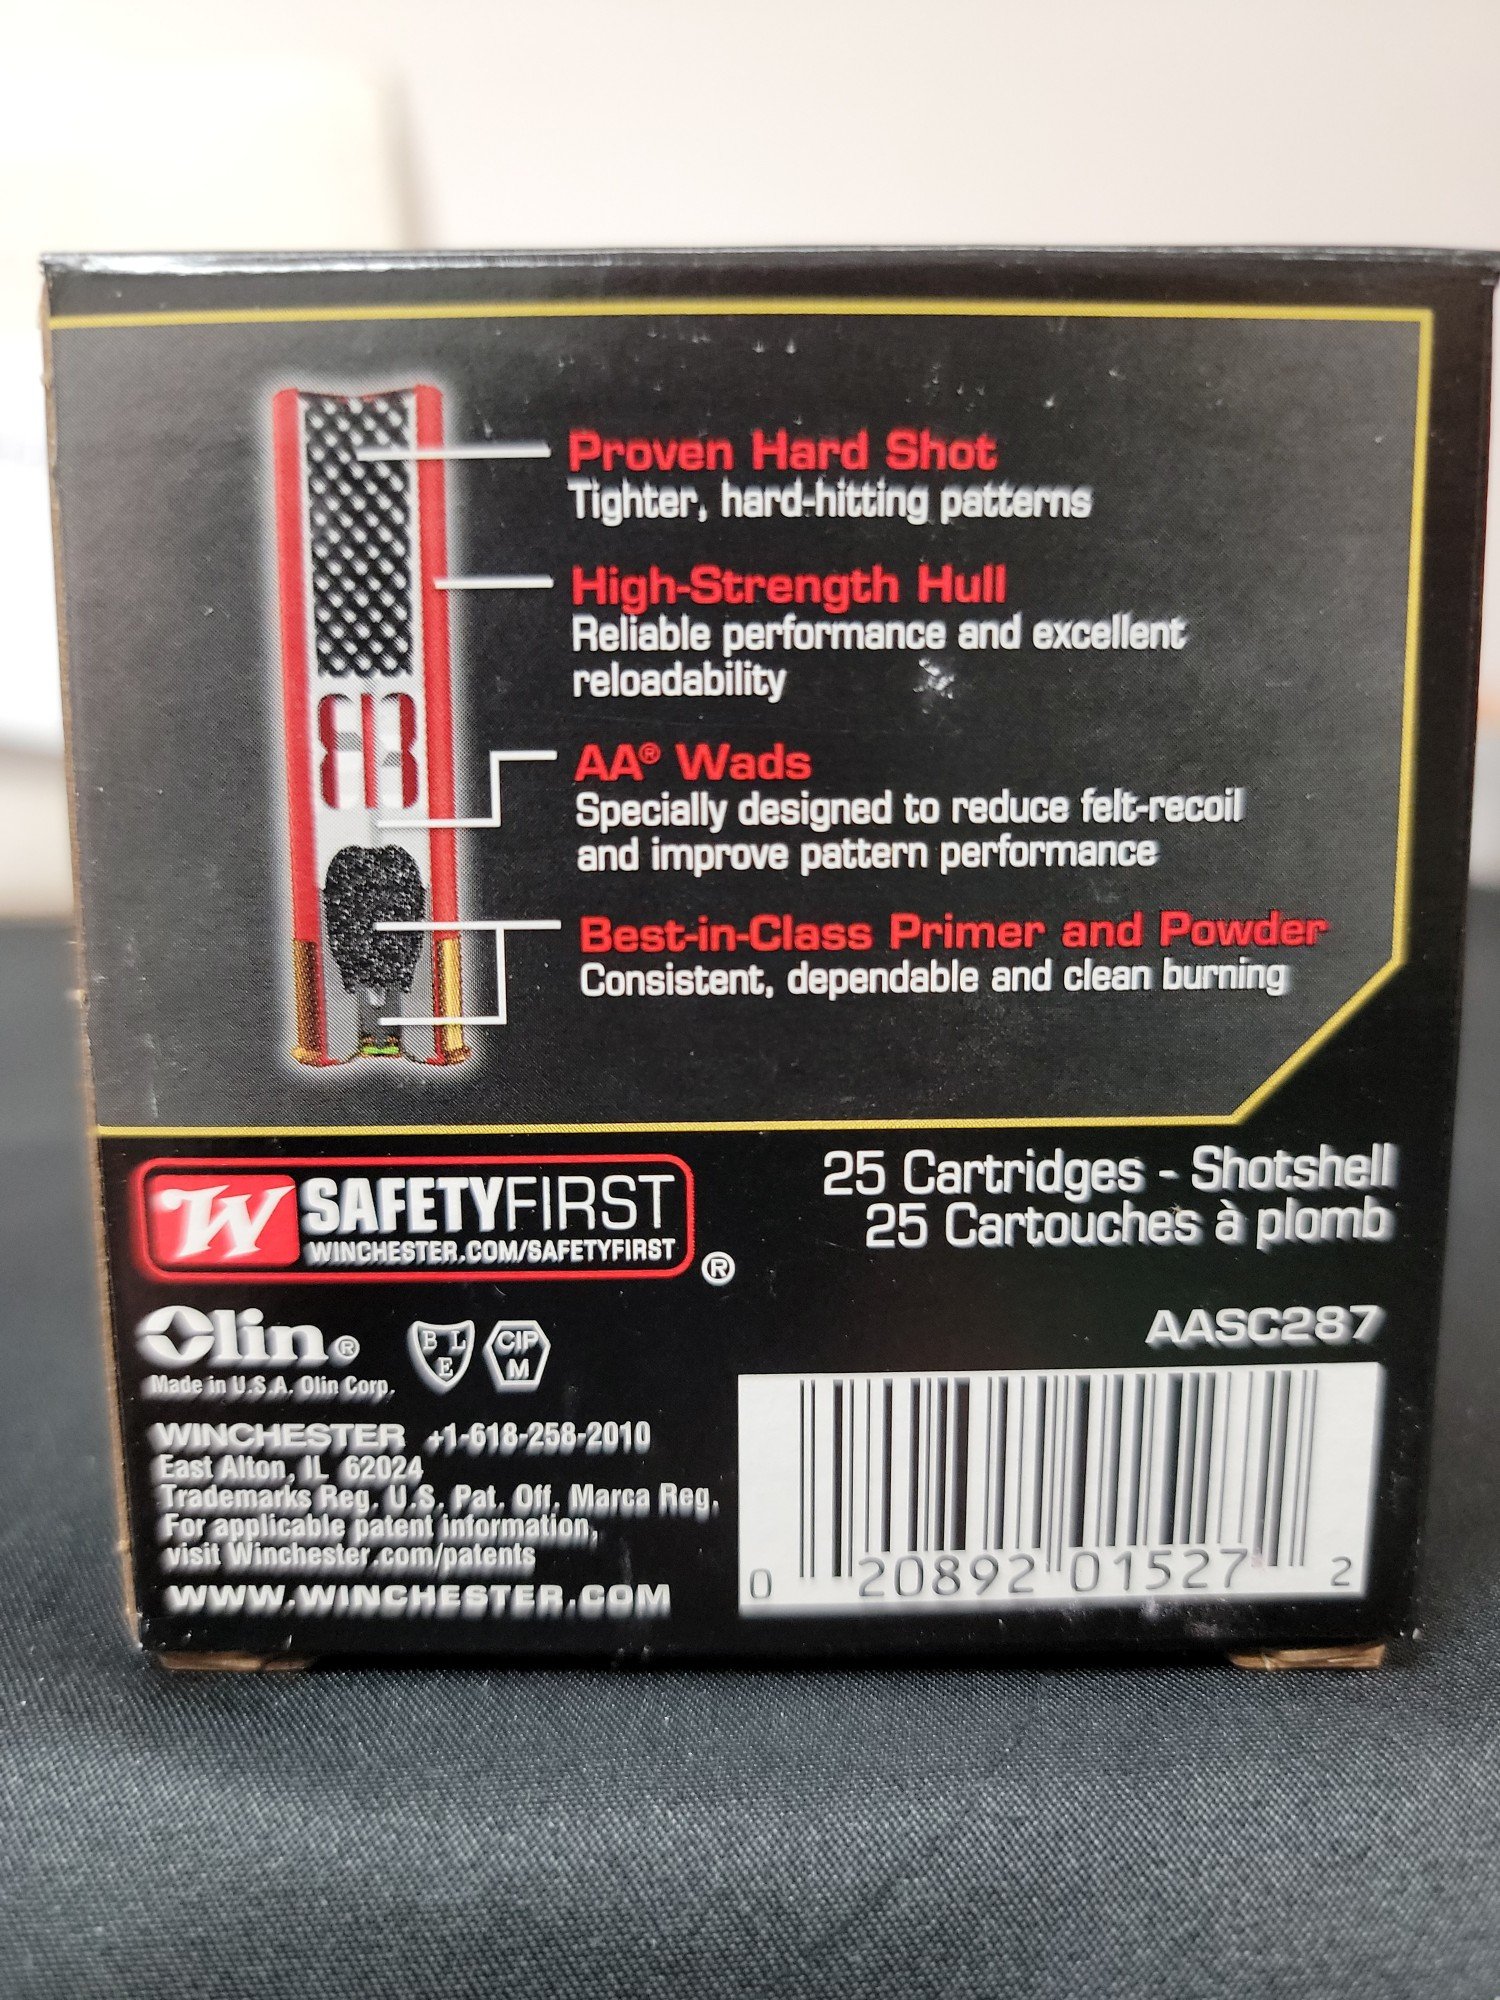 Proven Hard Shot
Tighter, hard-hitting patterns
High-Strength Hull
Reliable performance and excellent
reloadability
AA® Wads
Specially designed to reduce felt-recoil
and improve pattern performance
Best-in-Class Primer and Powder
Consistent, dependable and clean burning
W SAFETYFIRST
WINCHESTER.COM/SAFETYFIRST ®
25 Cartridges - Shotshell
25 Cartouches à plomb
AASC287
Olin®
B L
E
CIP
M
Made in U.S.A. Olin Corp.
WINCHESTER +1-618-258-2010
East Alton, IL 62024
Trademarks Reg. U.S. Pat. Off. Marca Reg.
For applicable patent information,
visit Winchester.com/patents
WWW.WINCHESTER.COM
0 20892 01527 2